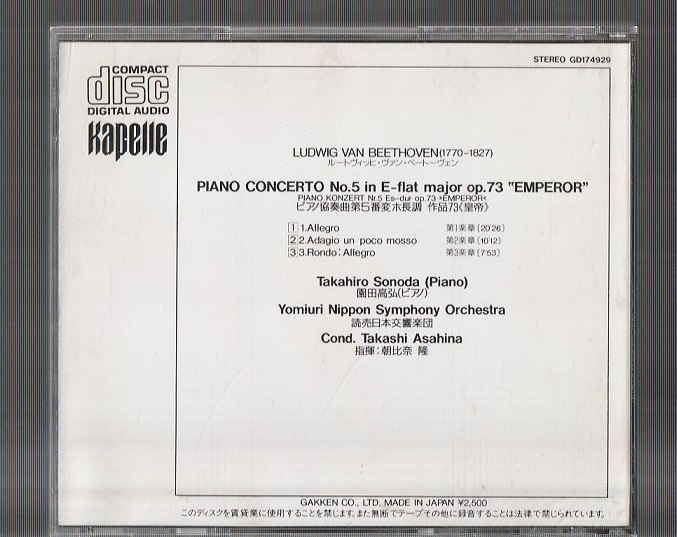 STEREO GD174929
COMPACT
disc
DIGITAL AUDIO
Kapelle
LUDWIG VAN BEETHOVEN(1770-1827)
ルートヴィッヒ・ヴァン・ベートーヴェン
PIANO CONCERTO No.5 in E-flat major op.73 "EMPEROR"
PIANO KONZERT Nr.5 Es-dur op.73 »EMPEROR«
ピアノ協奏曲第5番変ホ長調 作品73《皇帝》
1 1.Allegro 第1楽章〔20'26〕
2 2.Adagio un poco mosso 第2楽章〔10'12〕
3 3.Rondo:Allegro 第3楽章〔7'53〕
Takahiro Sonoda (Piano)
園田高弘(ピアノ)
Yomiuri Nippon Symphony Orchestra
読売日本交響楽団
Cond. Takashi Asahina
指揮:朝比奈 隆
GAKKEN CO., LTD. MADE IN JAPAN ¥2,500
このディスクを賃貸業に使用することを禁じます。また無断でテープその他に録音することは法律で禁じられています。